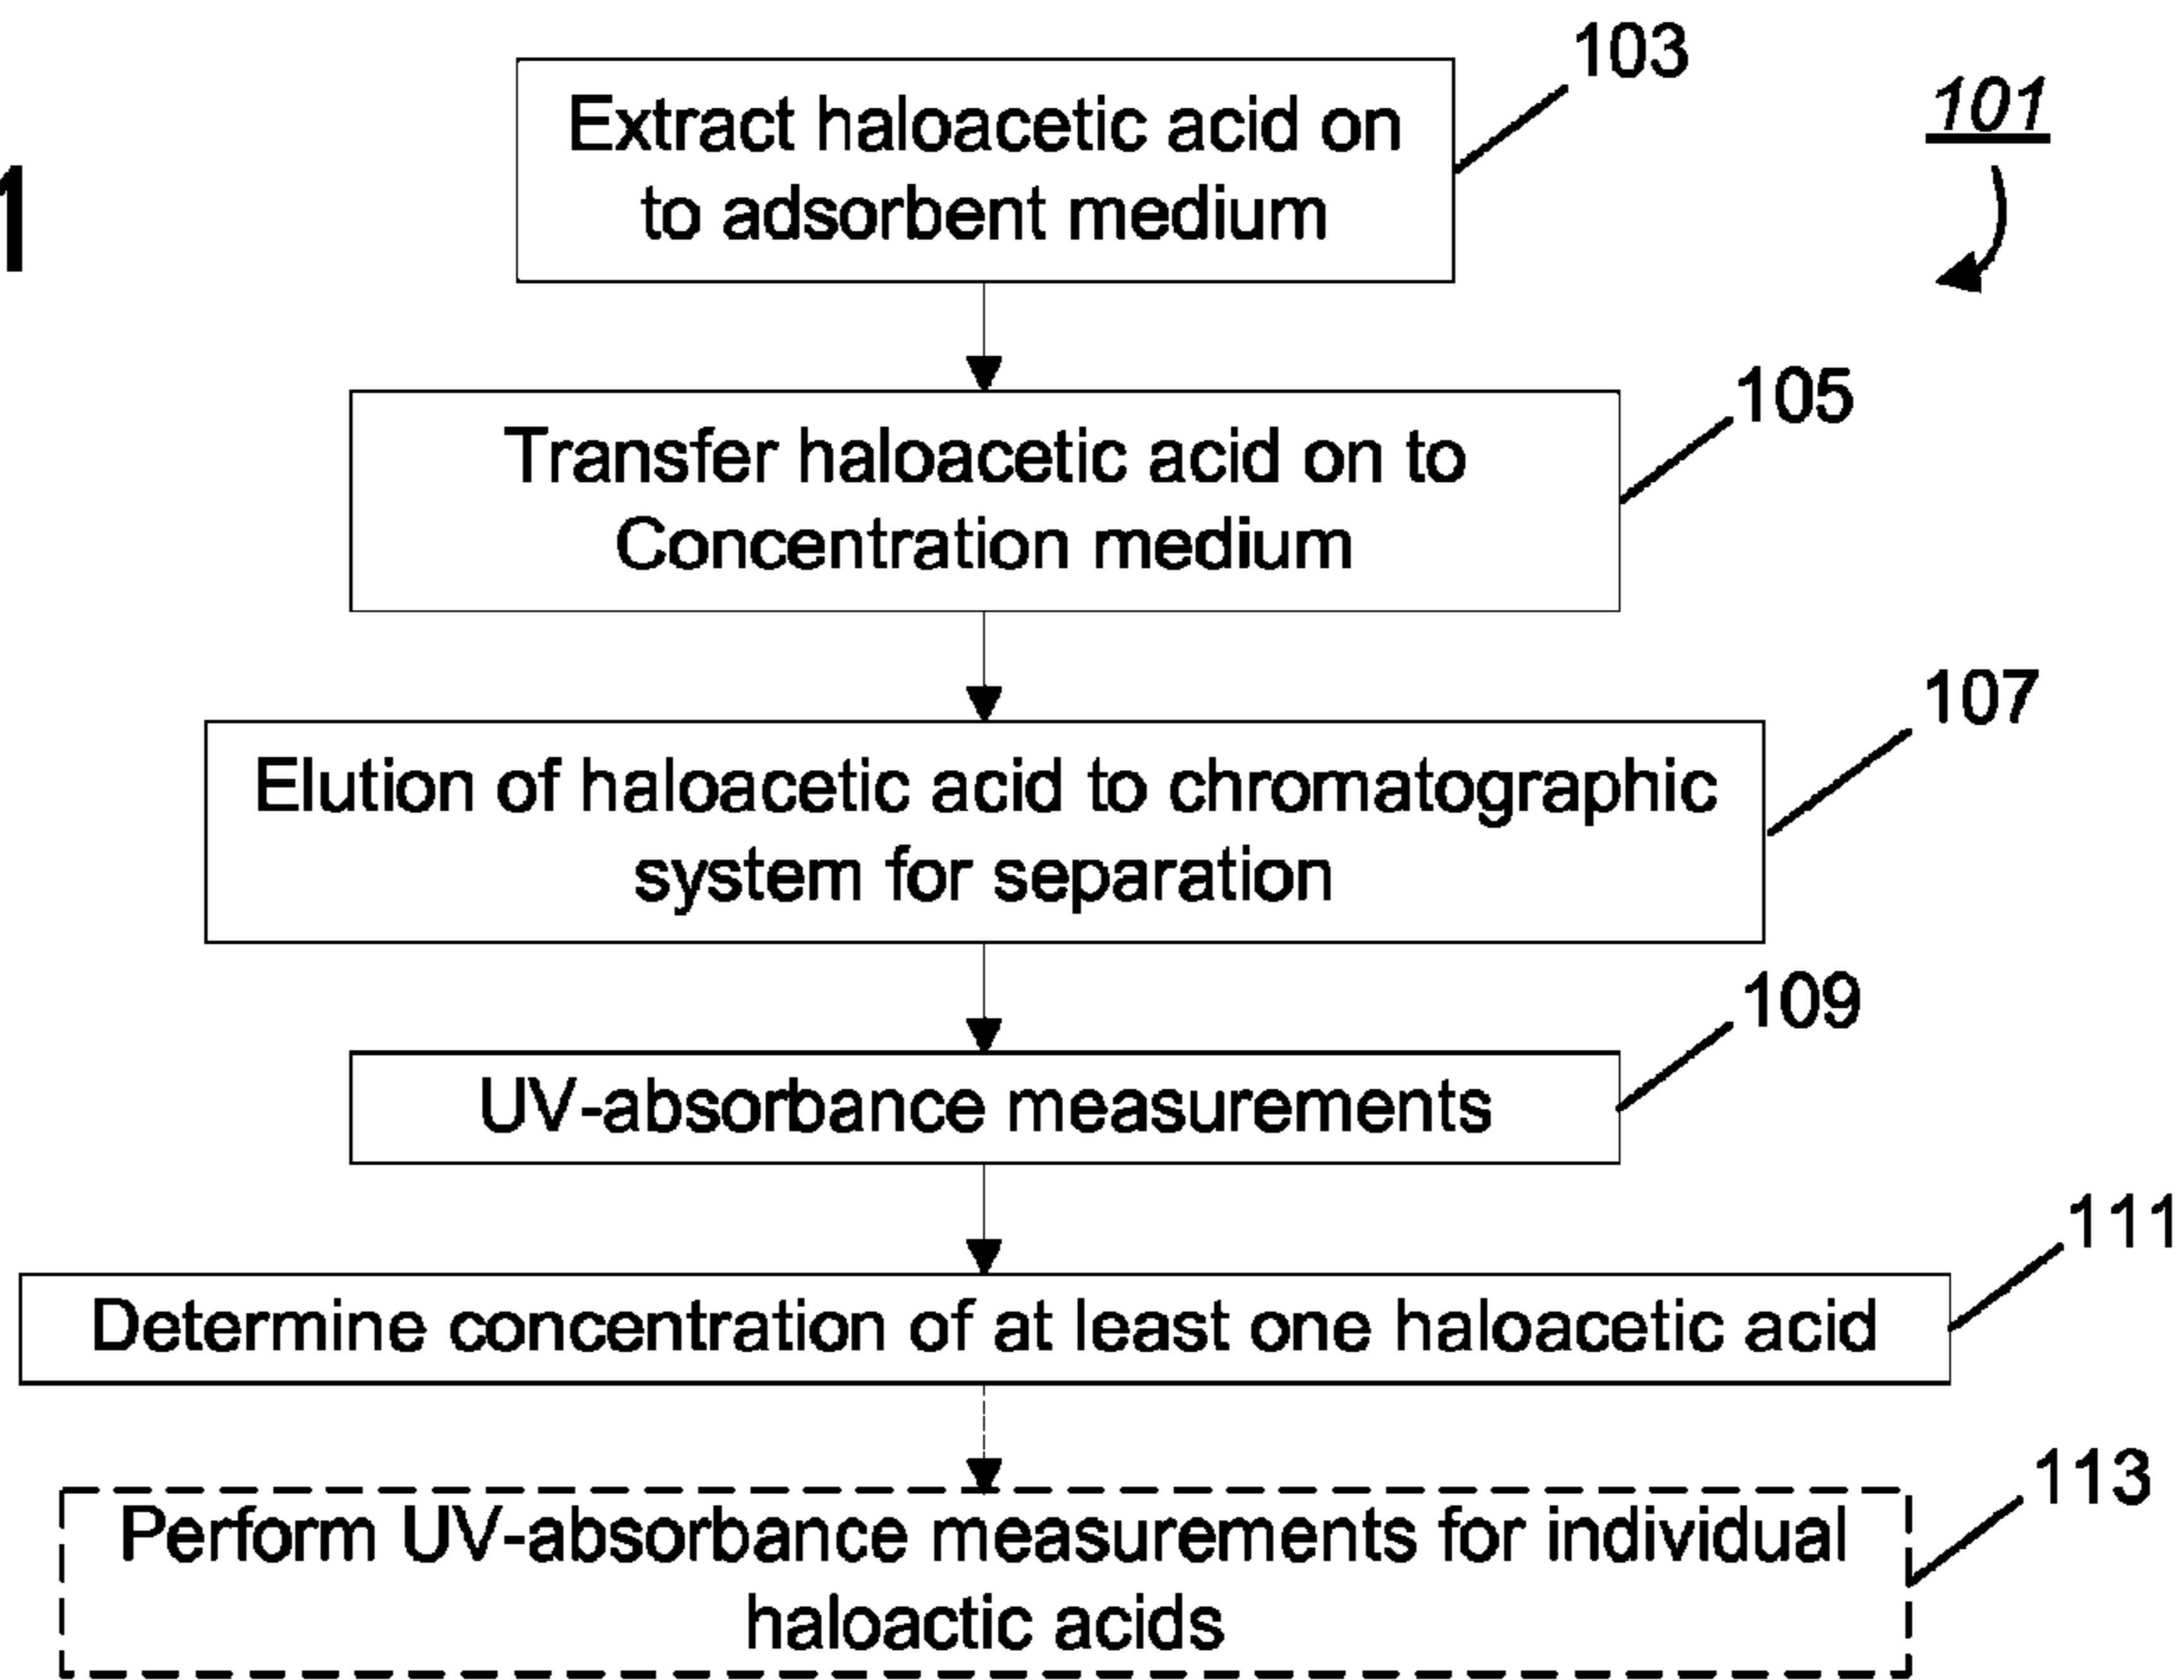 1
103
101
Extract haloacetic acid on
to adsorbent medium
105
Transfer haloacetic acid on to
Concentration medium
107
Elution of haloacetic acid to chromatographic
system for separation
109
UV-absorbance measurements
111
Determine concentration of at least one haloacetic acid
113
Perform UV-absorbance measurements for individual
haloactic acids